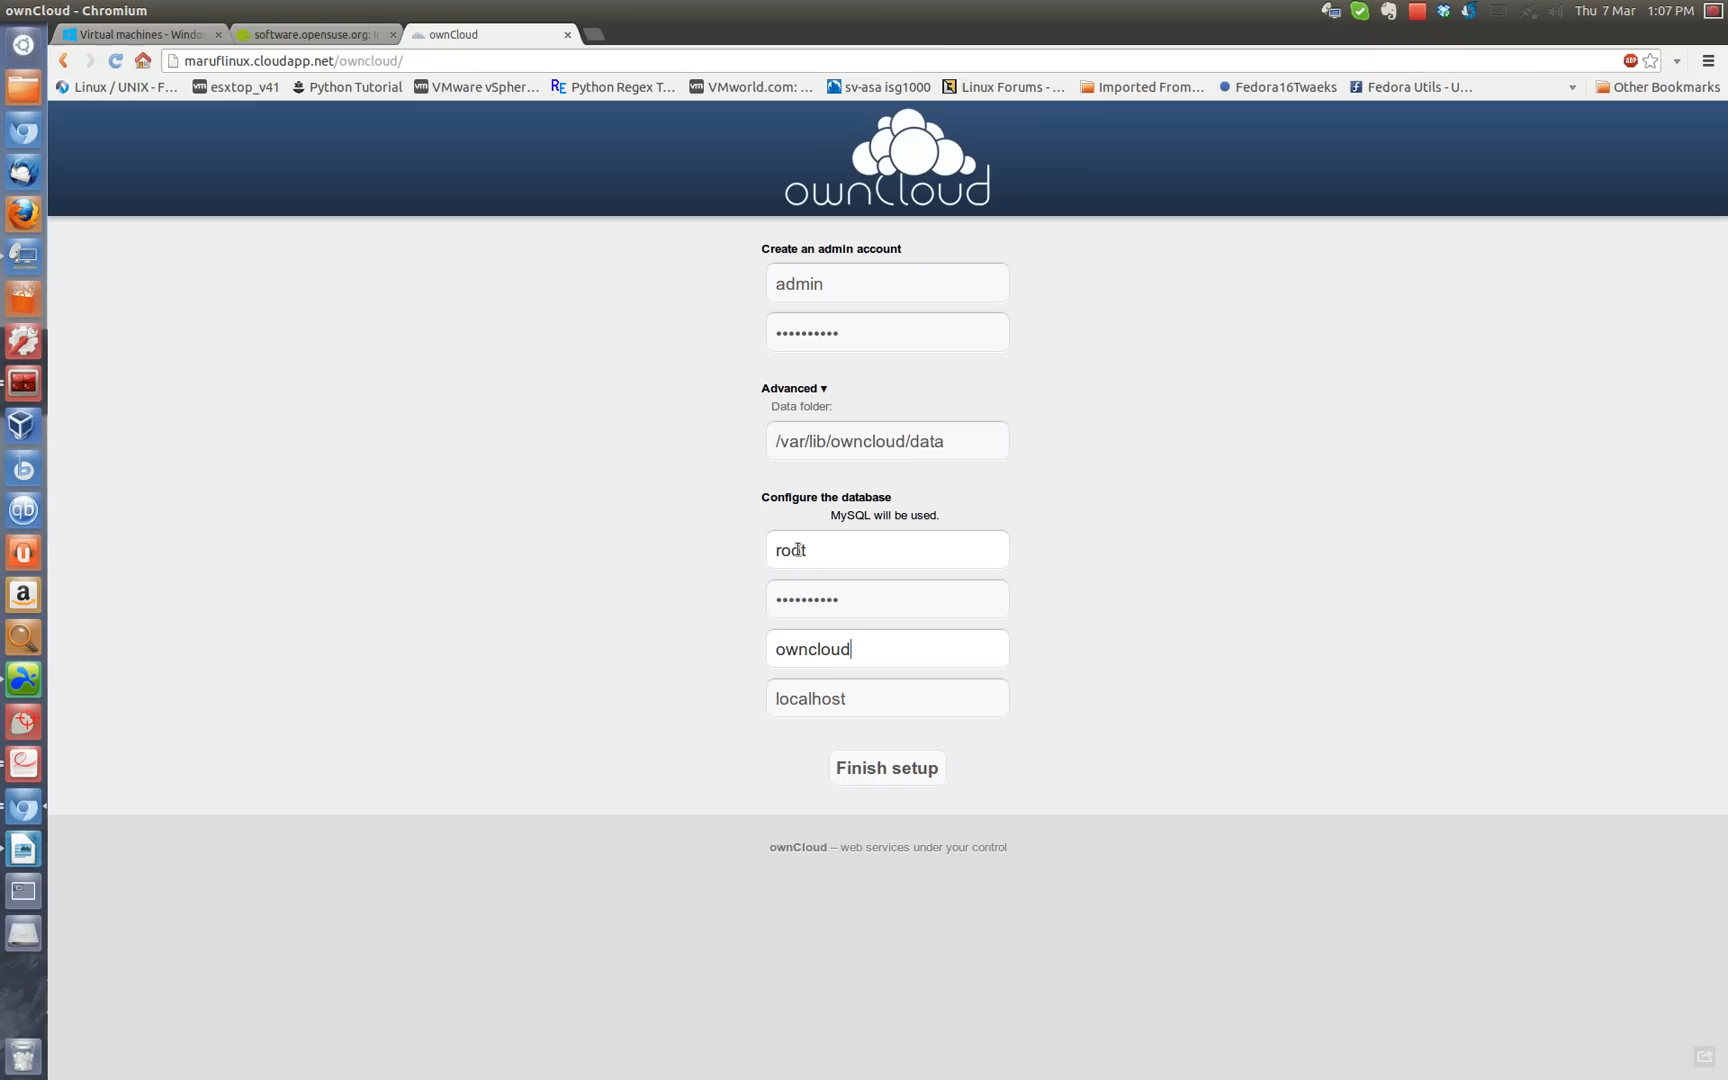 ownCloud - Chromium
Thu 7 Mar 1:07 PM
Virtual machines - Windo
software.opensuse.org: I
ownCloud
maruflinux.cloudapp.net/owncloud/
ABP
Linux / UNIX - F... esxtop_v41 Python Tutorial VMware vSpher... Python Regex T... VMworld.com: ... sv-asa isg1000 Linux Forums - ... Imported From... Fedora16Twaeks Fedora Utils - U... Other Bookmarks
ownCloud
Create an admin account
admin
••••••••••
Advanced ▾
Data folder:
/var/lib/owncloud/data
Configure the database
MySQL will be used.
root
••••••••••
owncloud
localhost
Finish setup
ownCloud – web services under your control